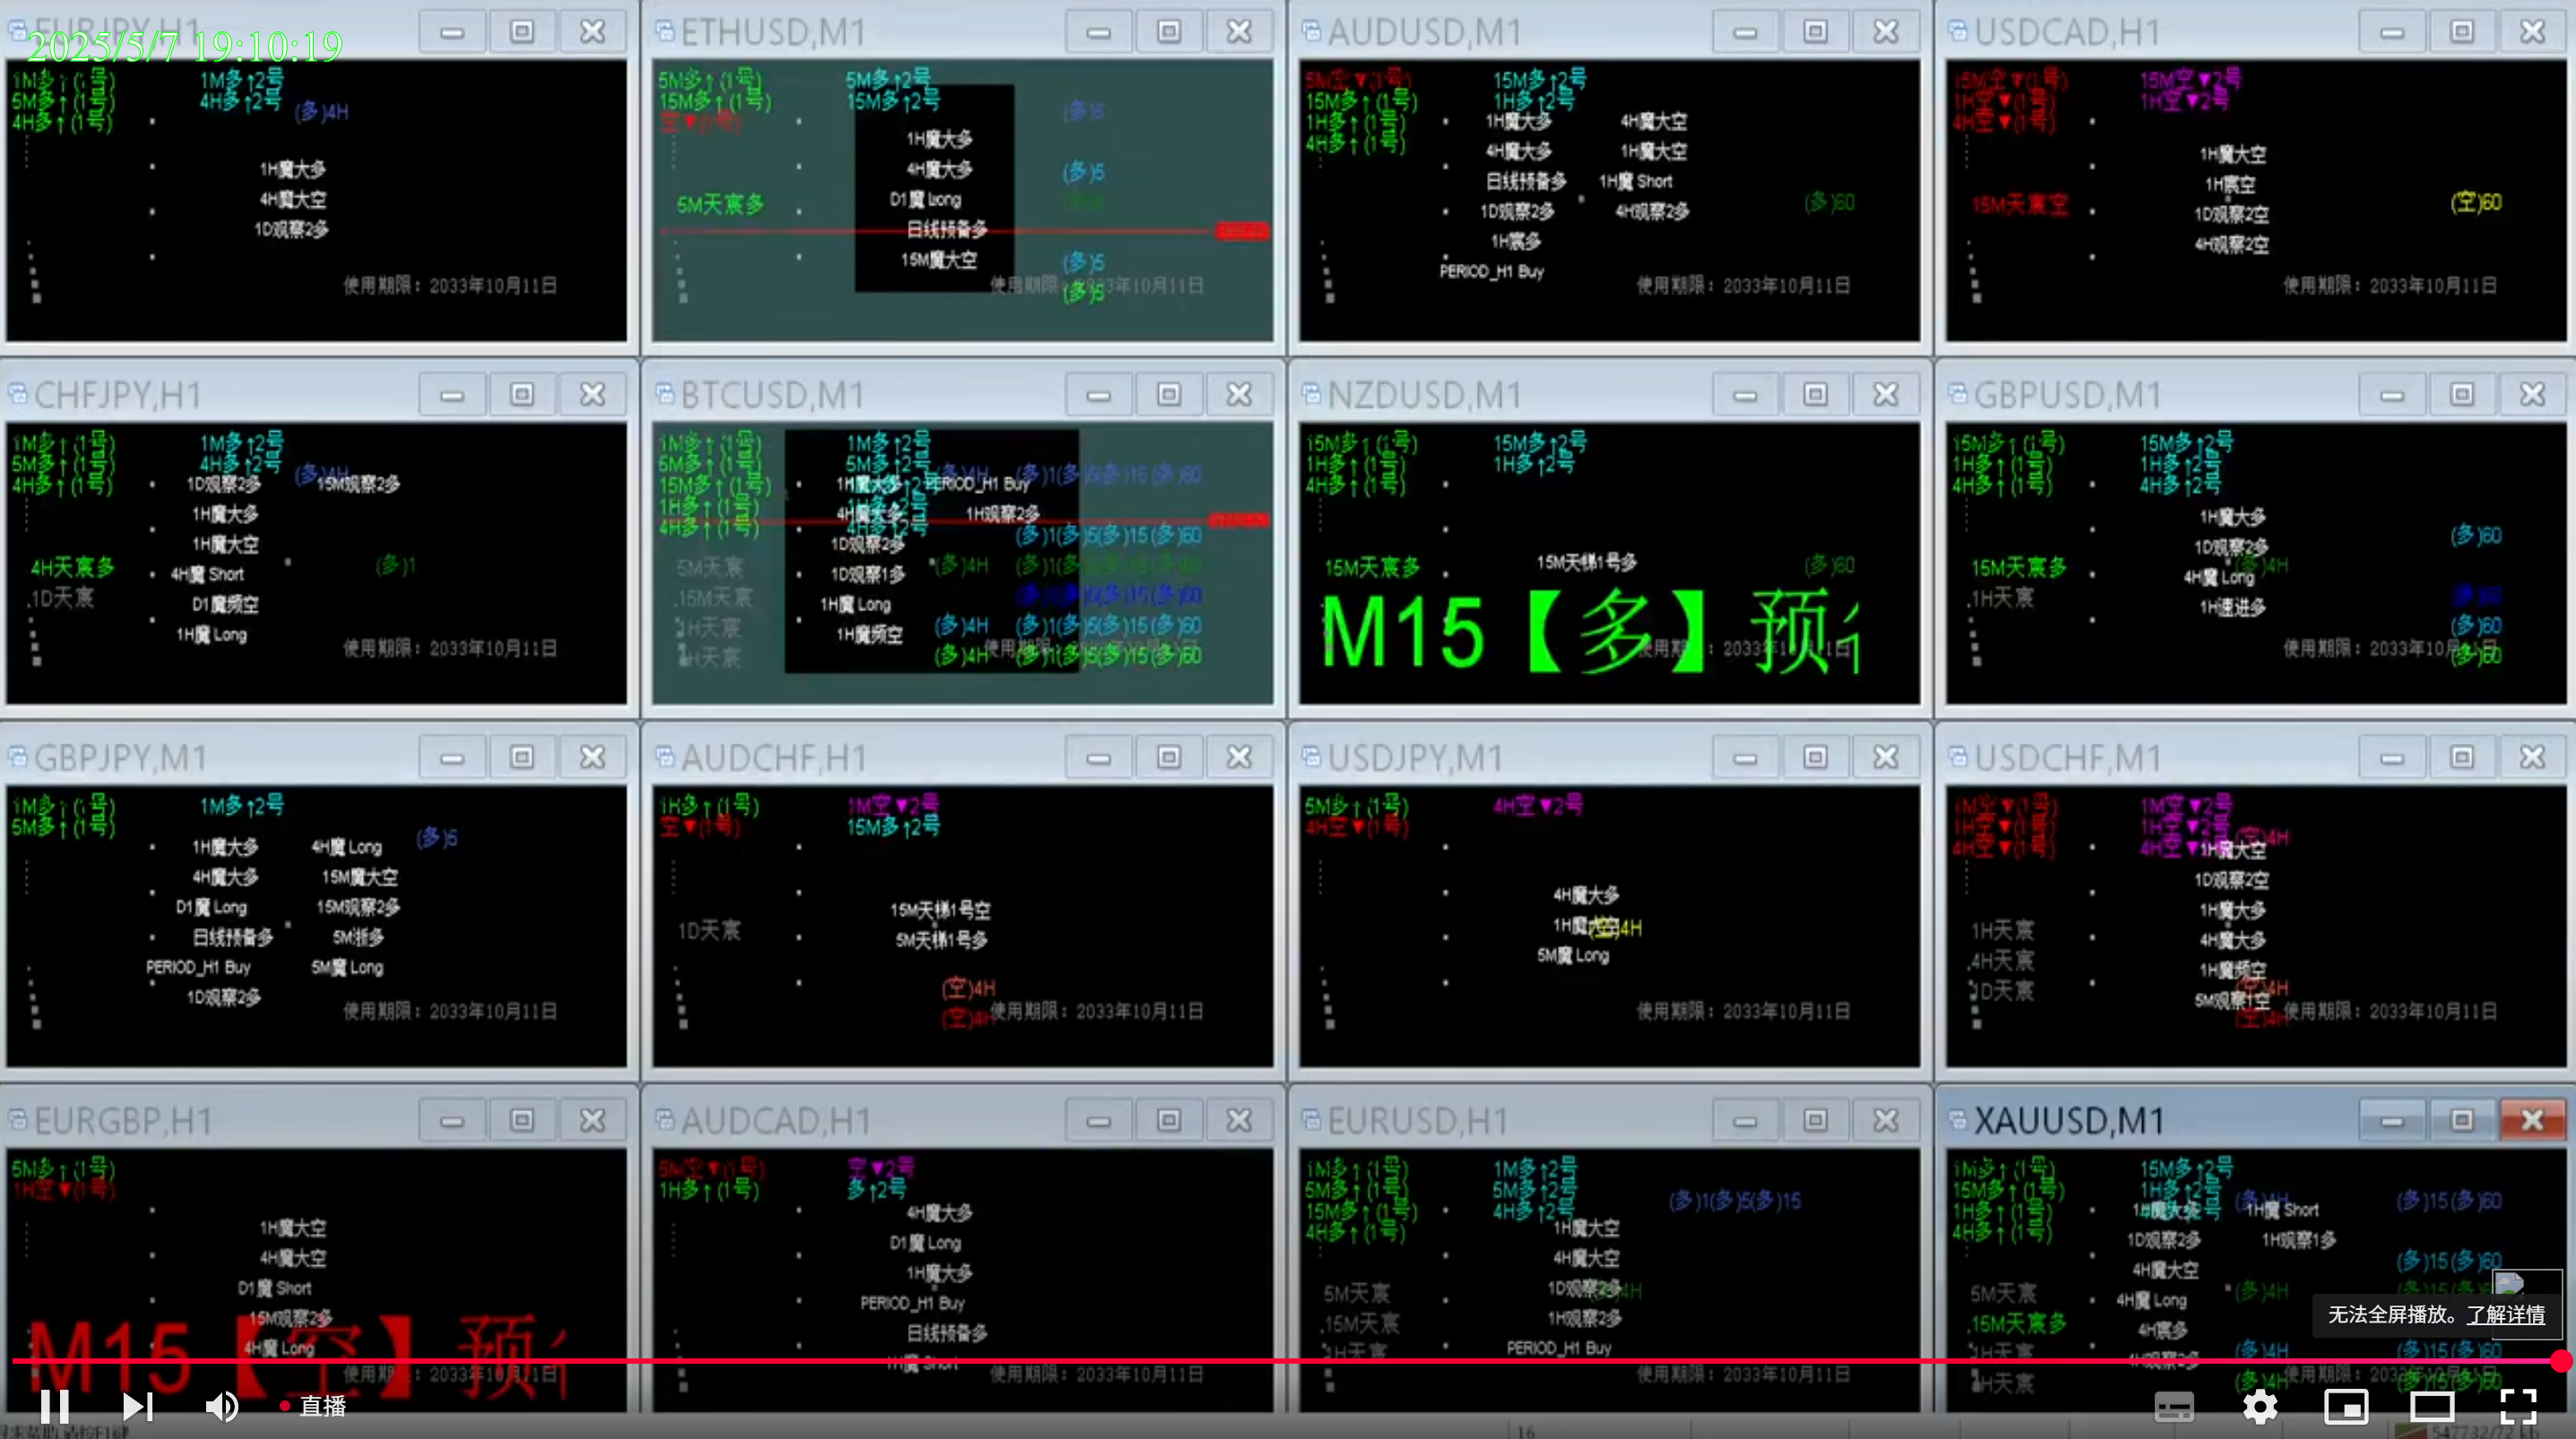 EURJPY,H1
2025/5/7 19:10:19
1M多↑(1号)
5M多↑(1号)
4H多↑(1号)
1M多↑2号
4H多↑2号
(多)4H
1H魔大多
4H魔大空
1D观察2多
使用期限：2033年10月11日
ETHUSD,M1
5M多↑(1号)
15M多↑(1号)
空▼(1号)
5M多↑2号
15M多↑2号
(多)5
1H魔大多
4H魔大多
(多)5
D1魔 Long
5M天宸多
日线预备多
15M魔大空
(多)5
(多)5
使用期限：2033年10月11日
AUDUSD,M1
5M空▼(1号)
15M多↑(1号)
1H多↑(1号)
4H多↑(1号)
15M多↑2号
1H多↑2号
1H魔大多
4H魔大空
4H魔大多
1H魔大空
日线预备多
1H魔 Short
1D观察2多
4H观察2多
(多)60
1H宸多
PERIOD_H1 Buy
使用期限：2033年10月11日
USDCAD,H1
15M空▼(1号)
1H空▼(1号)
4H空▼(1号)
15M空▼2号
1H空▼2号
1H魔大空
1H宸空
15M天宸空
1D观察2空
(空)60
4H观察2空
使用期限：2033年10月11日
CHFJPY,H1
1M多↑(1号)
5M多↑(1号)
4H多↑(1号)
1M多↑2号
4H多↑2号
(多)4H
1D观察2多
15M观察2多
1H魔大多
1H魔大空
4H天宸多
4H魔 Short
(多)1
1D天宸
D1魔频空
1H魔 Long
使用期限：2033年10月11日
BTCUSD,M1
1M多↑(1号)
5M多↑(1号)
15M多↑(1号)
1H多↑(1号)
4H多↑(1号)
1M多↑2号
5M多↑2号
(多)4H
(多)15(多)60
1H魔大多
PERIOD_H1 Buy
4H魔大多
1H观察2多
1D观察2多
(多)1(多)5(多)15(多)60
5M天宸
1D观察1多
(多)4H
15M天宸
1H魔 Long
1H天宸
1H魔频空
(多)4H
(多)1(多)5(多)15(多)60
4H天宸
(多)4H
(多)1(多)5(多)15(多)60
NZDUSD,M1
15M多↑(1号)
1H多↑(1号)
4H多↑(1号)
15M多↑2号
1H多↑2号
15M天宸多
15M天梯1号多
(多)60
M15【多】预
GBPUSD,M1
15M多↑(1号)
1H多↑(1号)
4H多↑(1号)
15M多↑2号
1H多↑2号
4H多↑2号
1H魔大多
1D观察2多
(多)60
15M天宸多
4H魔 Long
(多)4H
1H天宸
1H速进多
(多)60
(多)60
使用期限：2033年10月11日
GBPJPY,M1
1M多↑(1号)
5M多↑(1号)
1M多↑2号
(多)5
1H魔大多
4H魔 Long
4H魔大多
15M魔大空
D1魔 Long
15M观察2多
日线预备多
5M浙多
PERIOD_H1 Buy
5M魔 Long
1D观察2多
使用期限：2033年10月11日
AUDCHF,H1
1H多↑(1号)
空▼(1号)
1M空▼2号
15M多↑2号
15M天梯1号空
1D天宸
5M天梯1号多
(空)4H
(空)4H
使用期限：2033年10月11日
USDJPY,M1
5M多↑(1号)
4H空▼(1号)
4H空▼2号
4H魔大多
(空)4H
5M魔 Long
使用期限：2033年10月11日
USDCHF,M1
1M空▼(1号)
1H空▼(1号)
4H空▼(1号)
1M空▼2号
1H空▼2号
4H空▼2号
(空)4H
1H魔大空
1D观察2空
1H魔大多
1H天宸
4H魔大多
4H天宸
1H魔频空
1D天宸
(空)4H
5M观察1空
(空)4H
使用期限：2033年10月11日
EURGBP,H1
5M多↑(1号)
1H空▼(1号)
1H魔大空
4H魔大空
D1魔 Short
15M观察2多
4H魔 Long
M15【空】预
使用期限：2033年10月11日
AUDCAD,H1
5M空▼(1号)
1H多↑(1号)
空▼2号
多↑2号
4H魔大多
D1魔 Long
1H魔大多
PERIOD_H1 Buy
日线预备多
1H魔 Short
使用期限：2033年10月11日
EURUSD,H1
1M多↑(1号)
5M多↑(1号)
15M多↑(1号)
4H多↑(1号)
1M多↑2号
5M多↑2号
4H多↑2号
(多)1(多)5(多)15
1H魔大空
4H魔大空
5M天宸
1D观察2多
15M天宸
1H观察2多
1H天宸
PERIOD_H1 Buy
使用期限：2033年10月11日
XAUUSD,M1
1M多↑(1号)
15M多↑(1号)
1H多↑(1号)
4H多↑(1号)
15M多↑2号
1H多↑2号
(多)15(多)60
1H魔 Short
1D观察2多
1H观察1多
4H魔大空
(多)15(多)60
5M天宸
4H魔 Long
(多)4H
15M天宸多
4H宸多
1H天宸
(多)4H
(多)15(多)60
4H天宸
(多)4H
无法全屏播放。了解详情
直播
16
547732/72 kb